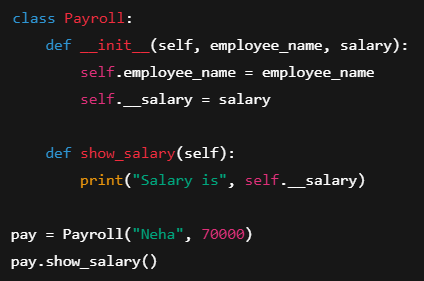 class Payroll:
    def __init__(self, employee_name, salary):
        self.employee_name = employee_name
        self.__salary = salary

    def show_salary(self):
        print("Salary is", self.__salary)

pay = Payroll("Neha", 70000)
pay.show_salary()